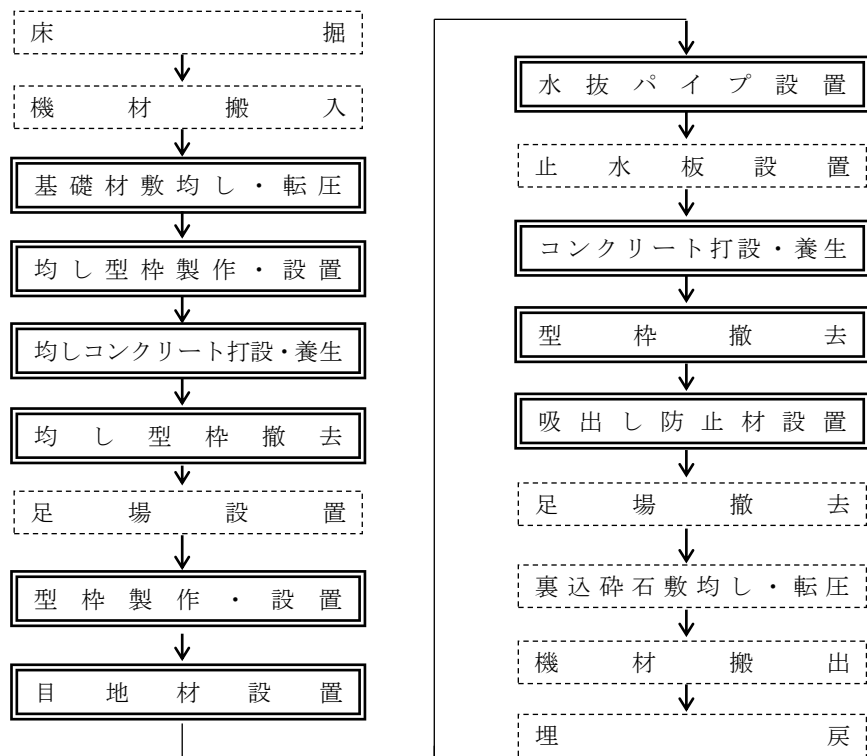 床掘
機材搬入
基礎材敷均し・転圧
均し型枠製作・設置
均しコンクリート打設・養生
均し型枠撤去
足場設置
型枠製作・設置
目地材設置
水抜パイプ設置
止水板設置
コンクリート打設・養生
型枠撤去
吸出し防止材設置
足場撤去
裏込砕石敷均し・転圧
機材搬出
埋戻